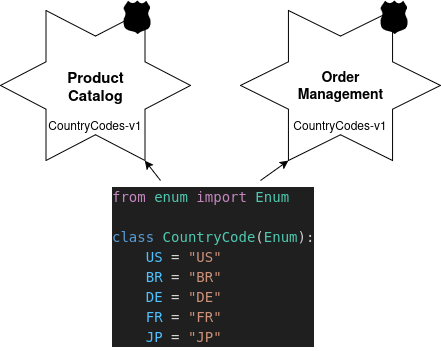 Product
Catalog
CountryCodes-v1
Order
Management
CountryCodes-v1
from enum import Enum
class CountryCode(Enum):
    US = "US"
    BR = "BR"
    DE = "DE"
    FR = "FR"
    JP = "JP"